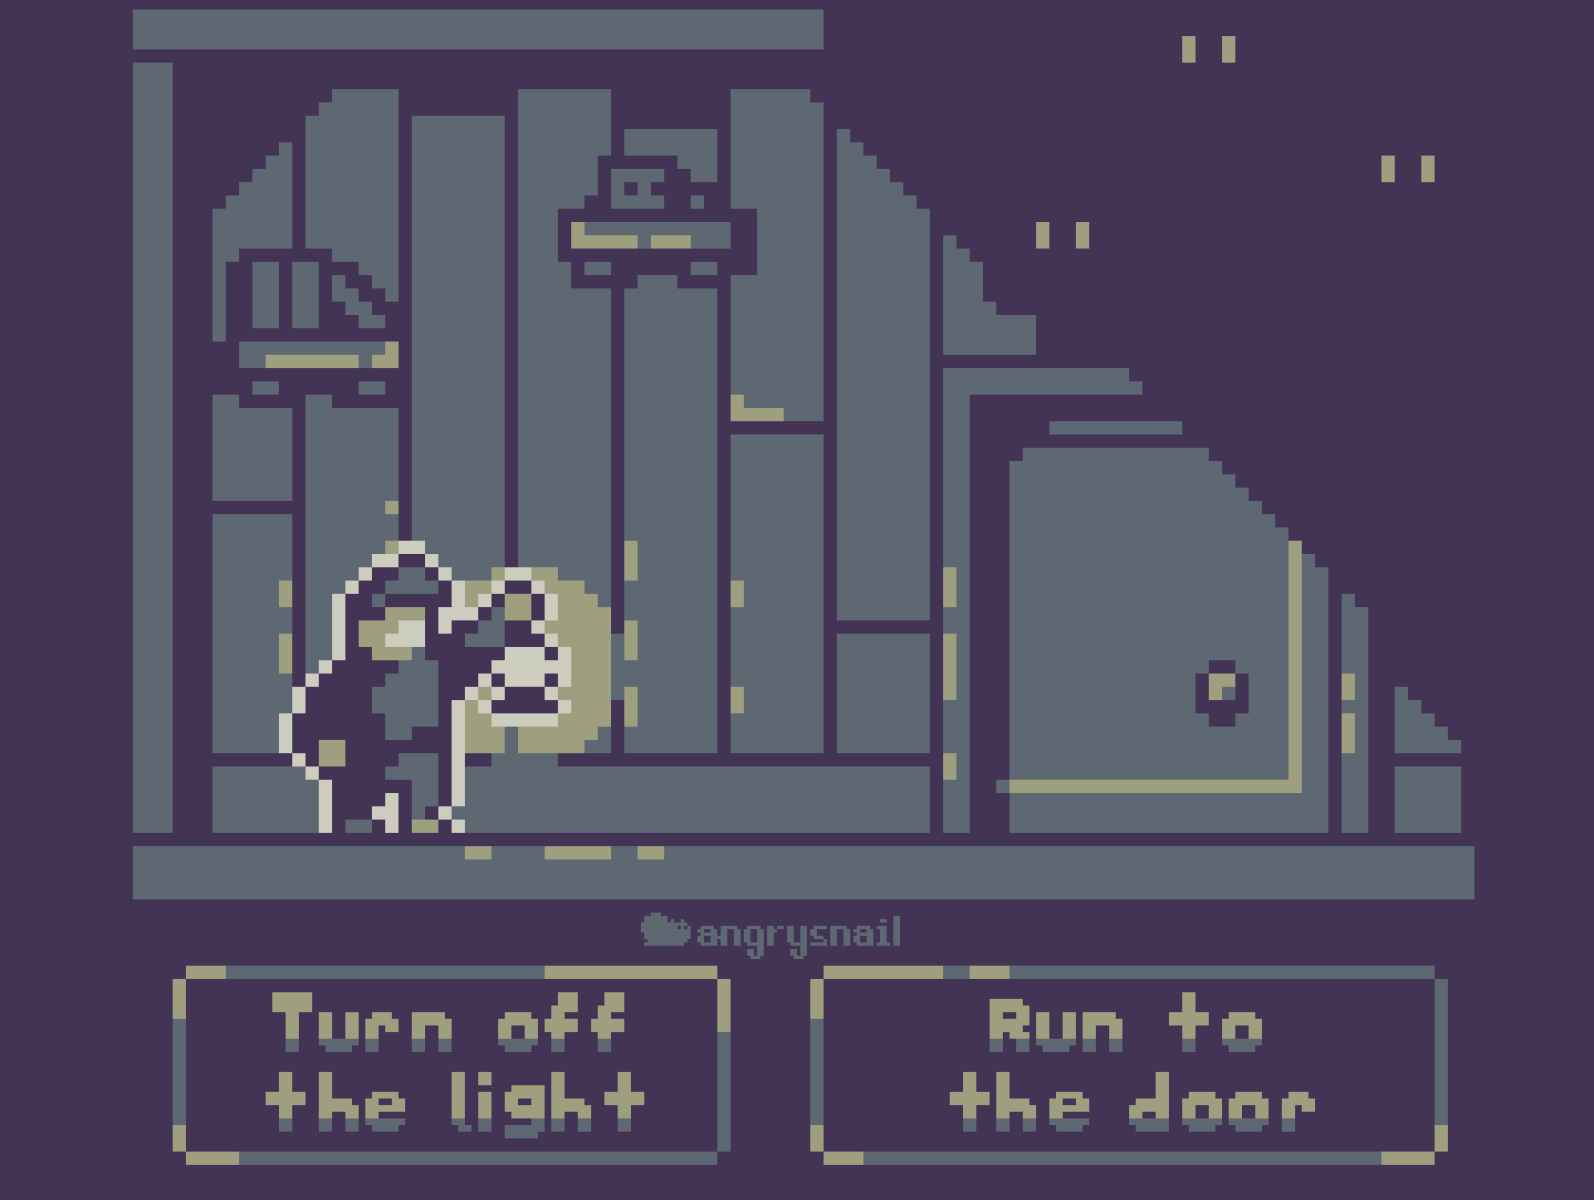 angrysnail
Turn off
the light
Run to
the door